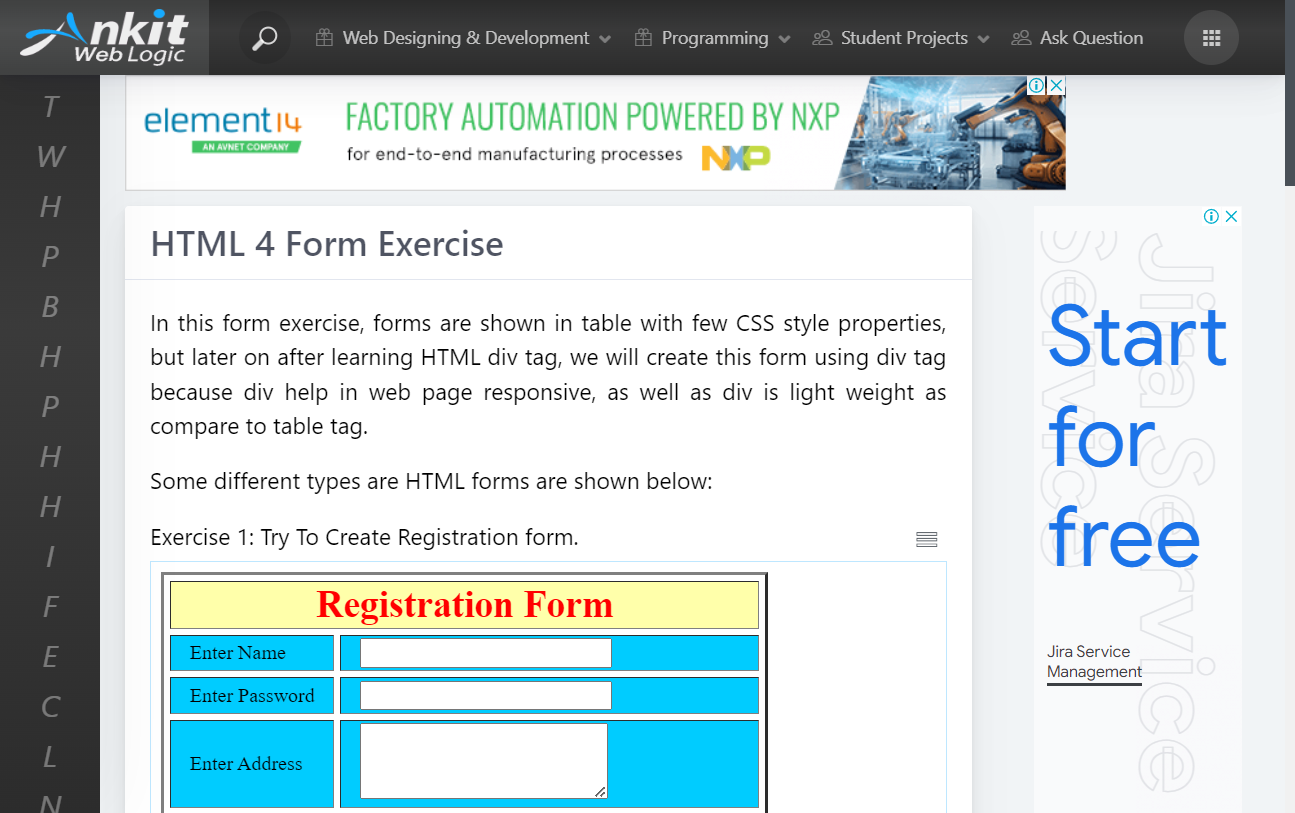 Ankit
Web Logic
Web Designing & Development
Programming
Student Projects
Ask Question
T
W
H
P
B
H
P
H
H
I
F
E
C
L
N
element14
AN AVNET COMPANY
FACTORY AUTOMATION POWERED BY NXP
for end-to-end manufacturing processes
NXP
HTML 4 Form Exercise
In this form exercise, forms are shown in table with few CSS style properties,
but later on after learning HTML div tag, we will create this form using div tag
because div help in web page responsive, as well as div is light weight as
compare to table tag.
Some different types are HTML forms are shown below:
Exercise 1: Try To Create Registration form.
Registration Form
Enter Name
Enter Password
Enter Address
Jira Service
Service
Start
for
free
Jira Service
Management